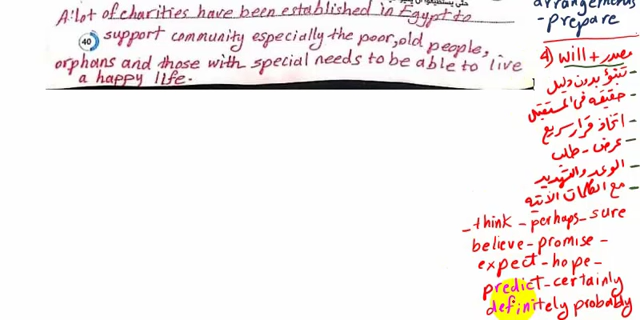 A lot of charities have been established in Egypt to
40 support community especially the poor, old people,
orphans and those with special needs to be able to live
a happy life.
arrangements
- prepare
4) will + مصدر
- تنبؤ بدون دليل
- حقيقه فى المستقبل
- اتخاذ قرار سريع
- عرض - طلب
- الوعد والتهديد
- مع الكلمات الأتيه
- think - perhaps - sure
believe - promise -
expect - hope -
predict - certainly
definitely probably